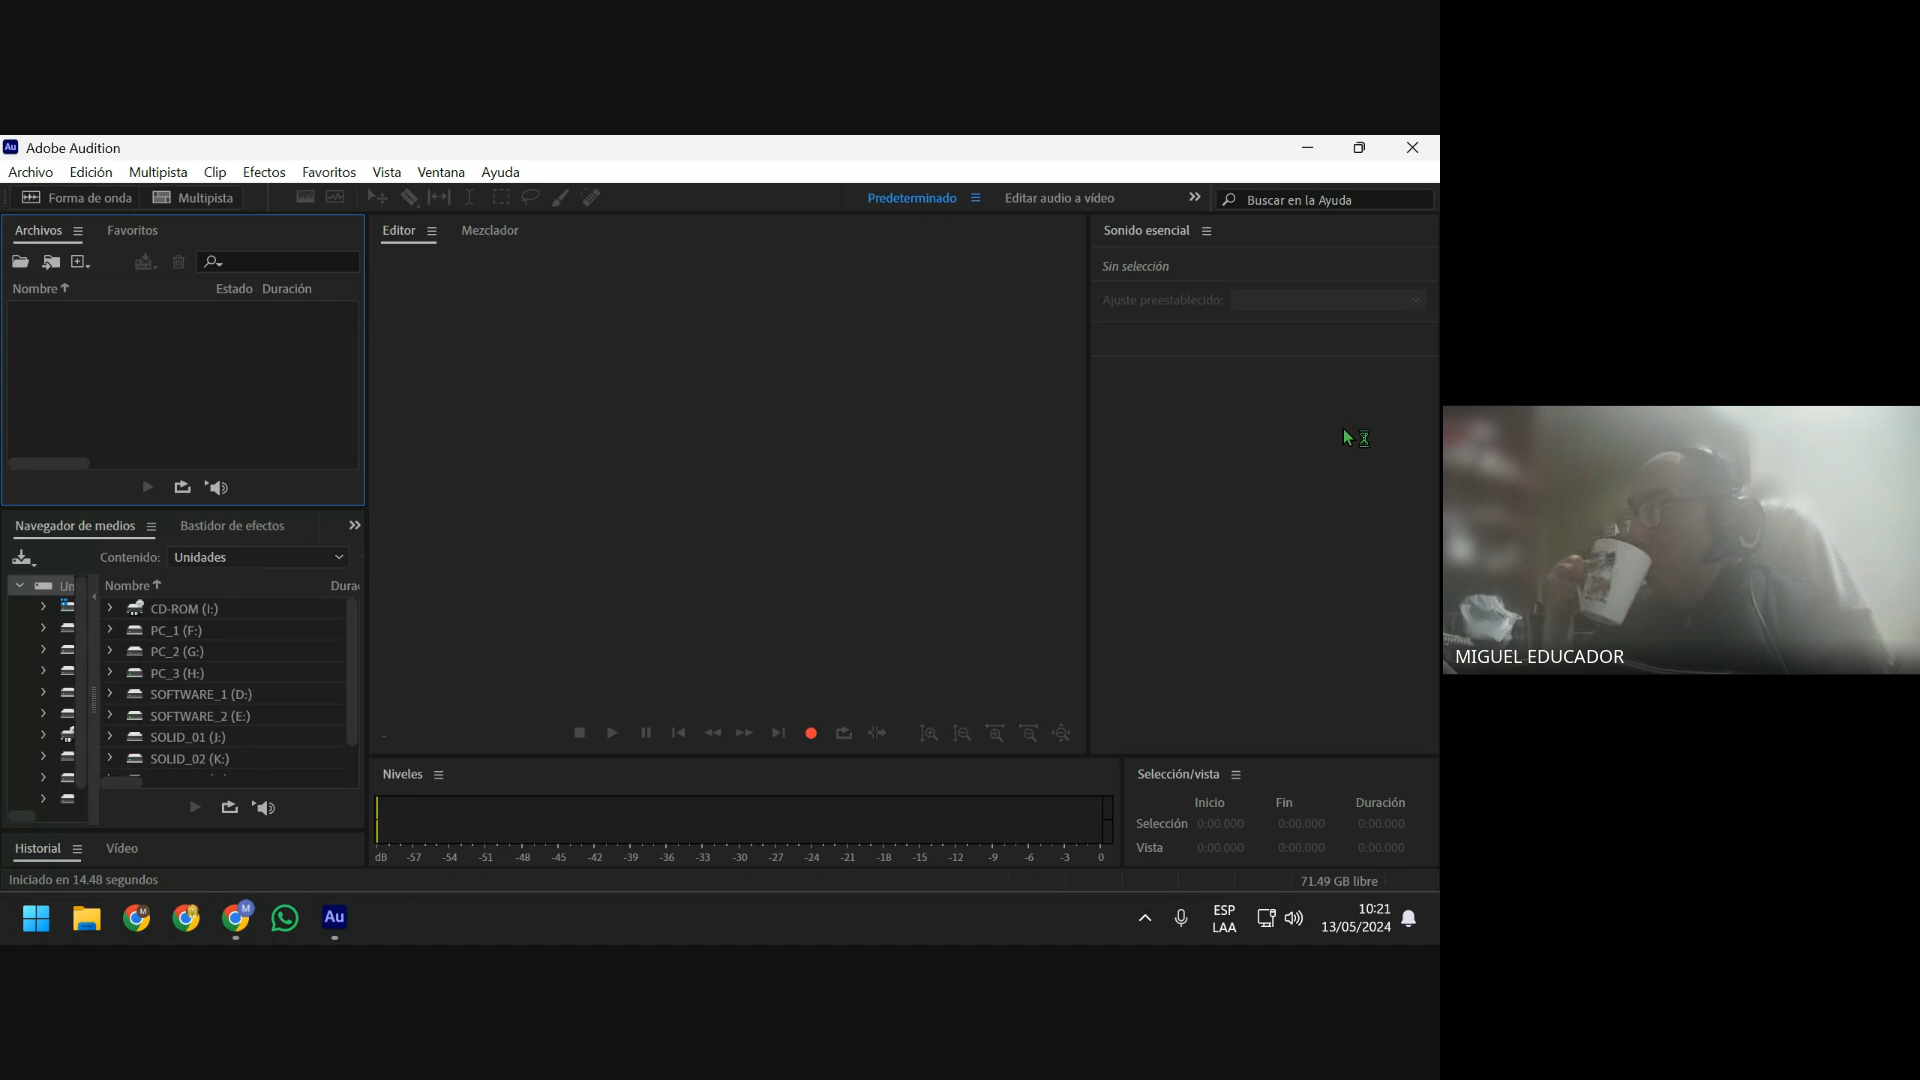 Au Adobe Audition
Archivo Edición Multipista Clip Efectos Favoritos Vista Ventana Ayuda
Forma de onda Multipista Predeterminado Editar audio a vídeo Buscar en la Ayuda
Archivos Favoritos
Nombre Estado Duración
Editor Mezclador
Sonido esencial
Sin selección
Ajuste preestablecido:
Navegador de medios Bastidor de efectos
Contenido: Unidades
Un Nombre Dura
CD-ROM (I:)
PC_1 (F:)
PC_2 (G:)
PC_3 (H:)
SOFTWARE_1 (D:)
SOFTWARE_2 (E:)
SOLID_01 (J:)
SOLID_02 (K:)
Historial Vídeo
Niveles
dB -57 -54 -51 -48 -45 -42 -39 -36 -33 -30 -27 -24 -21 -18 -15 -12 -9 -6 -3 0
Selección/vista
Inicio Fin Duración
Selección 0:00.000 0:00.000 0:00.000
Vista 0:00.000 0:00.000 0:00.000
Iniciado en 14.48 segundos
71.49 GB libre
M
Au
ESP
LAA
10:21
13/05/2024
MIGUEL EDUCADOR